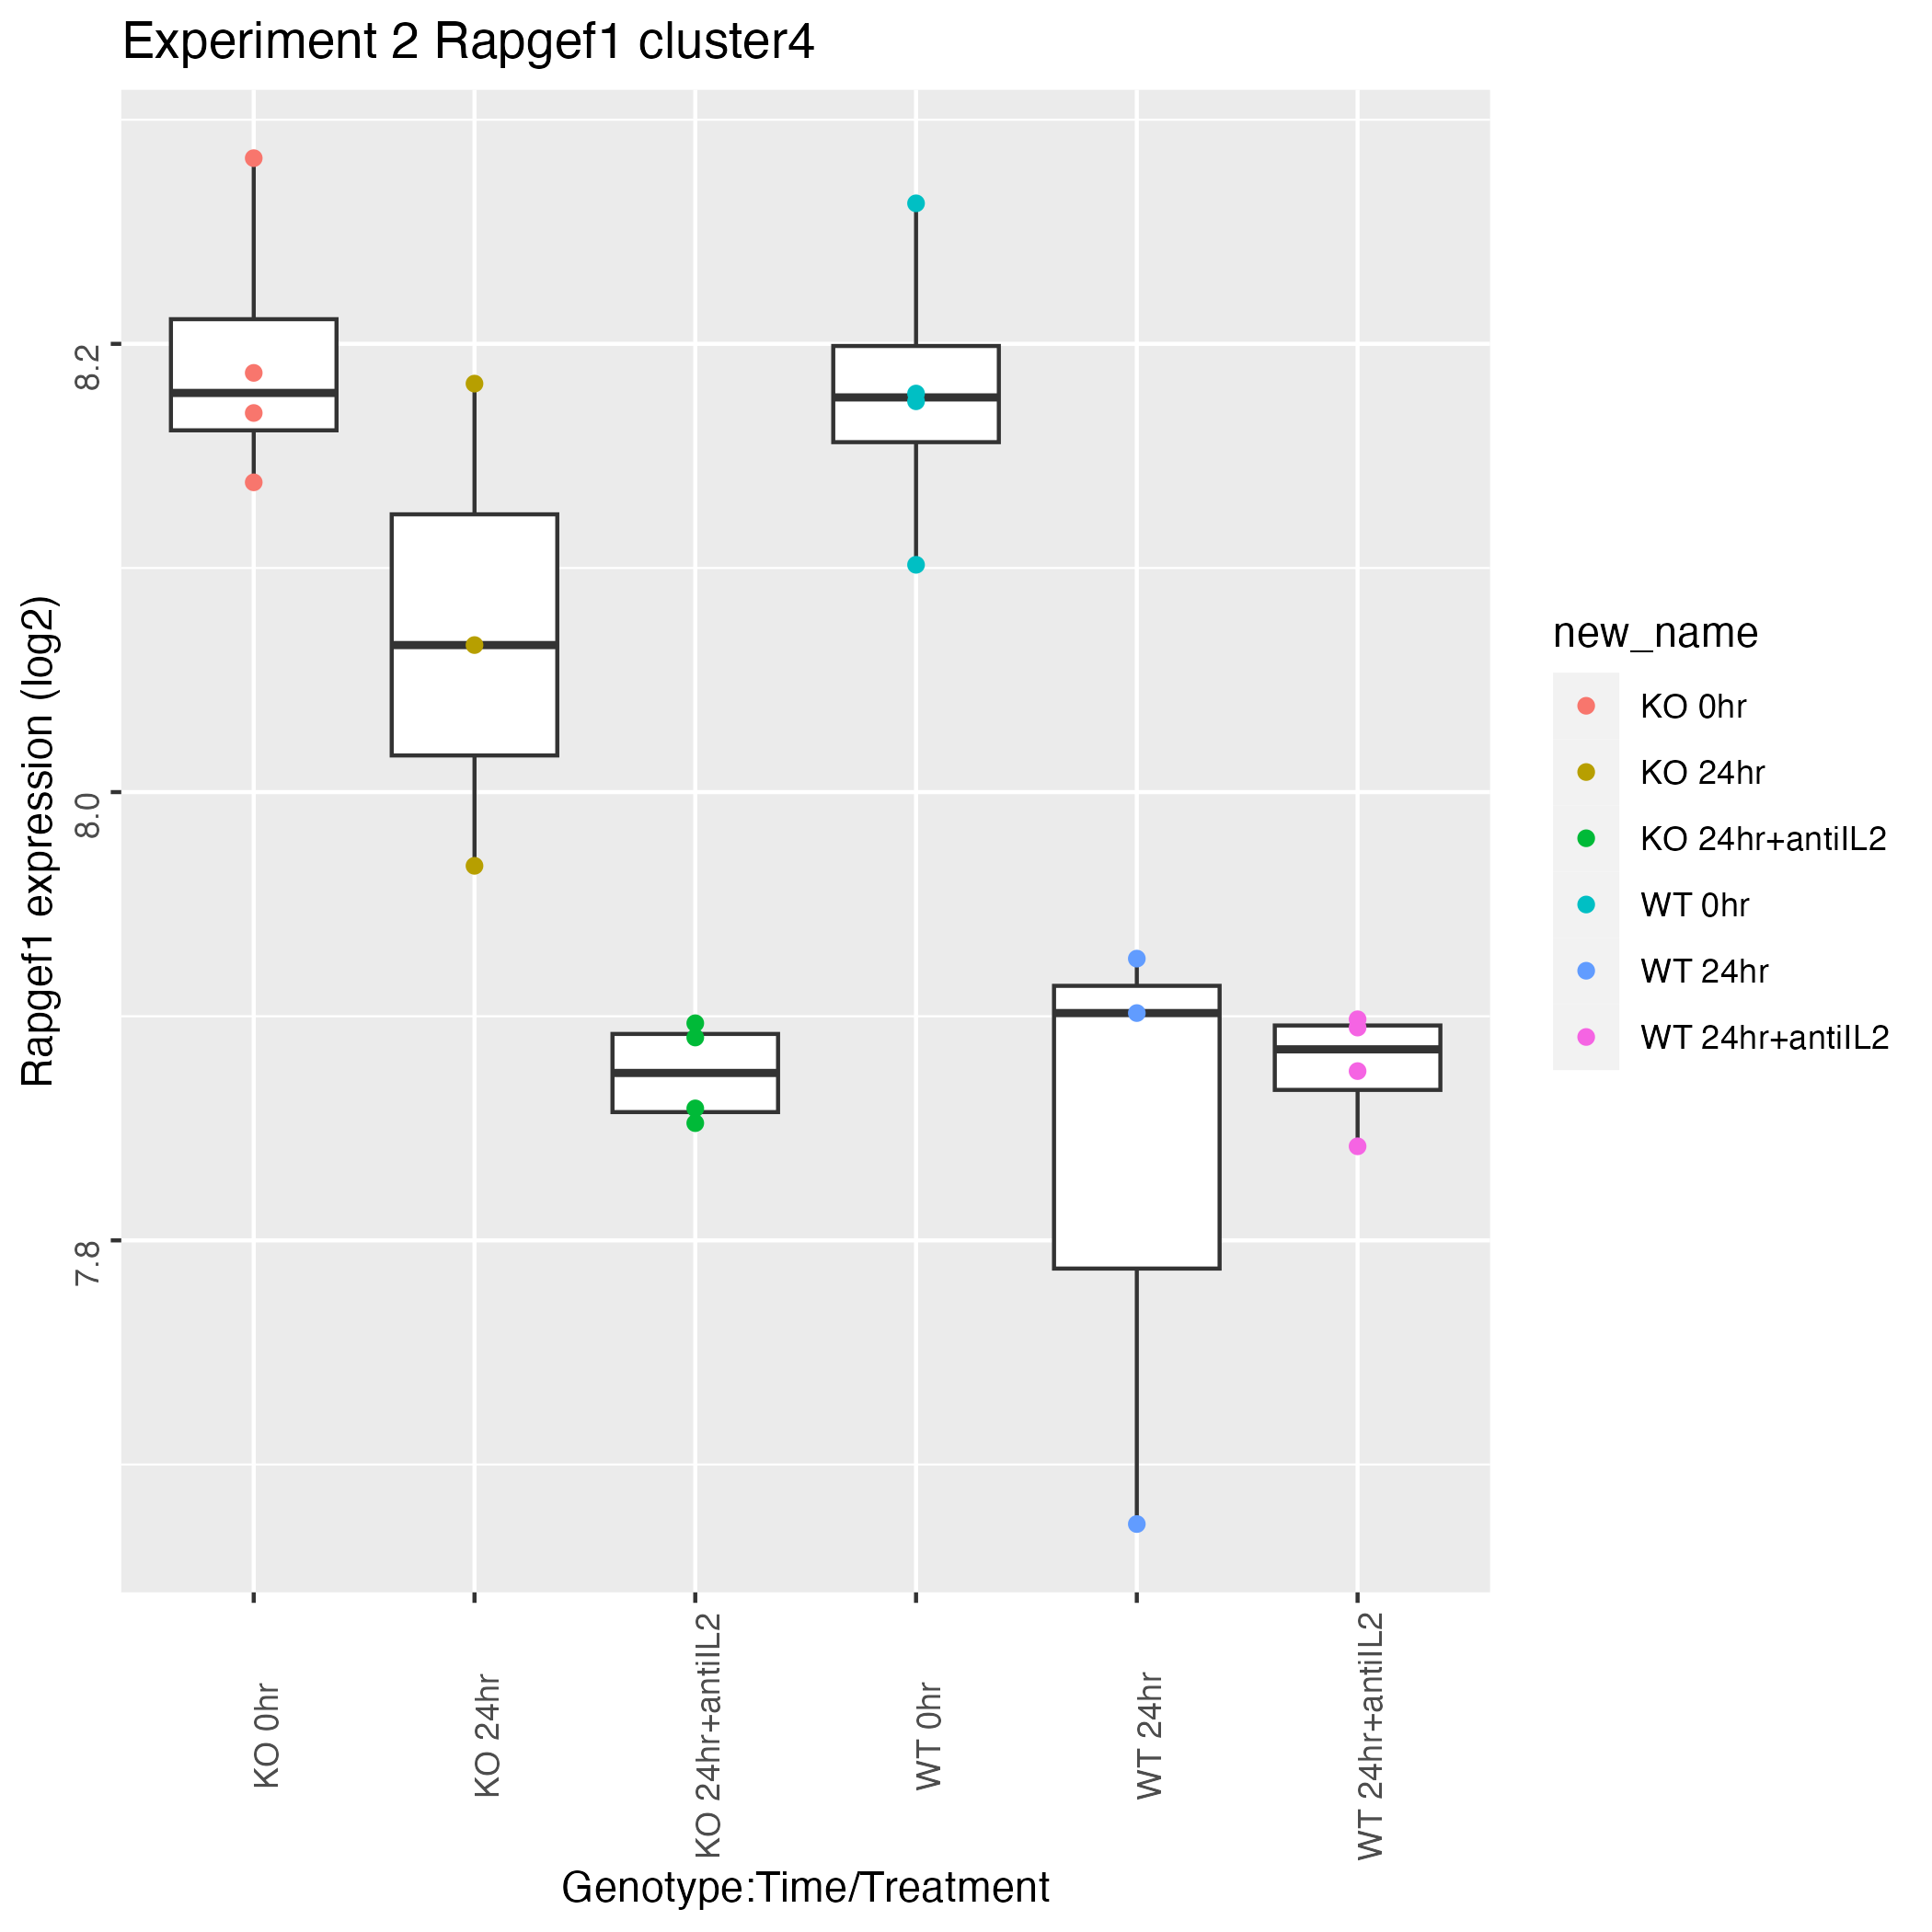 Experiment 2 Rapgef1 cluster4
Rapgef1 expression (log2)
8.2
8.0
7.8
KO 0hr
KO 24hr
KO 24hr+antiIL2
WT 0hr
WT 24hr
WT 24hr+antiIL2
Genotype:Time/Treatment
new_name
KO 0hr
KO 24hr
KO 24hr+antiIL2
WT 0hr
WT 24hr
WT 24hr+antiIL2